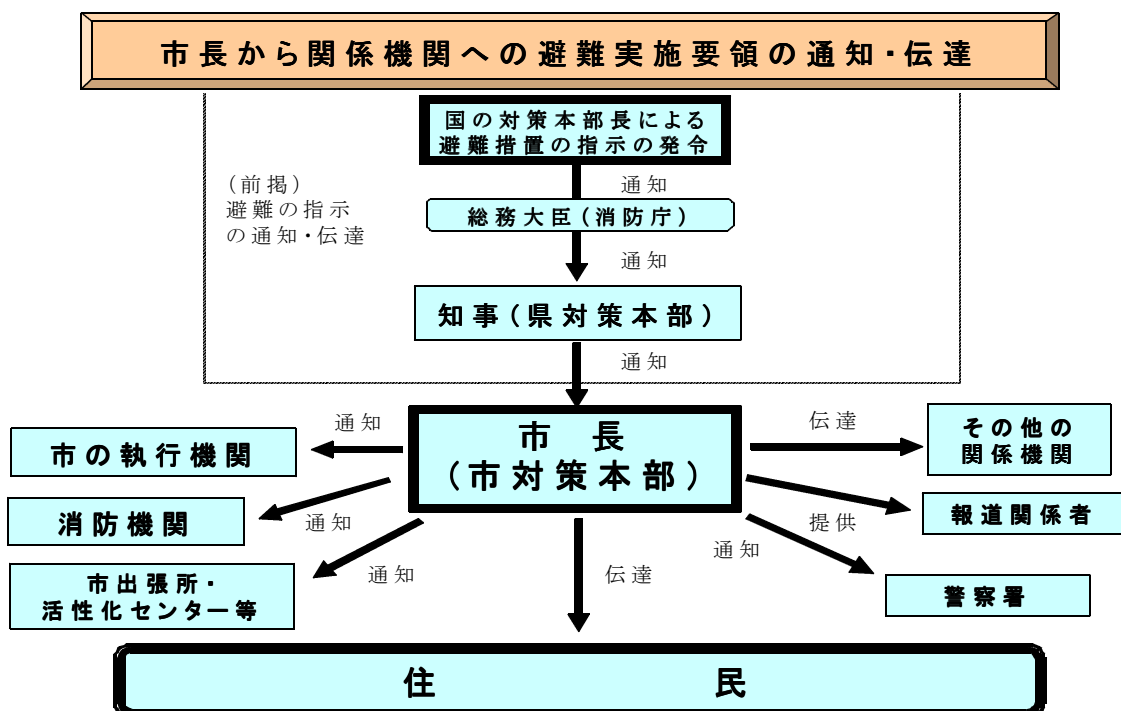 市長から関係機関への避難実施要領の通知・伝達
国の対策本部長による
避難措置の指示の発令
(前掲)
避難の指示
の通知・伝達
通知
総務大臣(消防庁)
通知
知事(県対策本部)
通知
市長
(市対策本部)
通知
市の執行機関
伝達
その他の
関係機関
消防機関
通知
提供
報道関係者
市出張所・
活性化センター等
通知
伝達
通知
警察署
住民